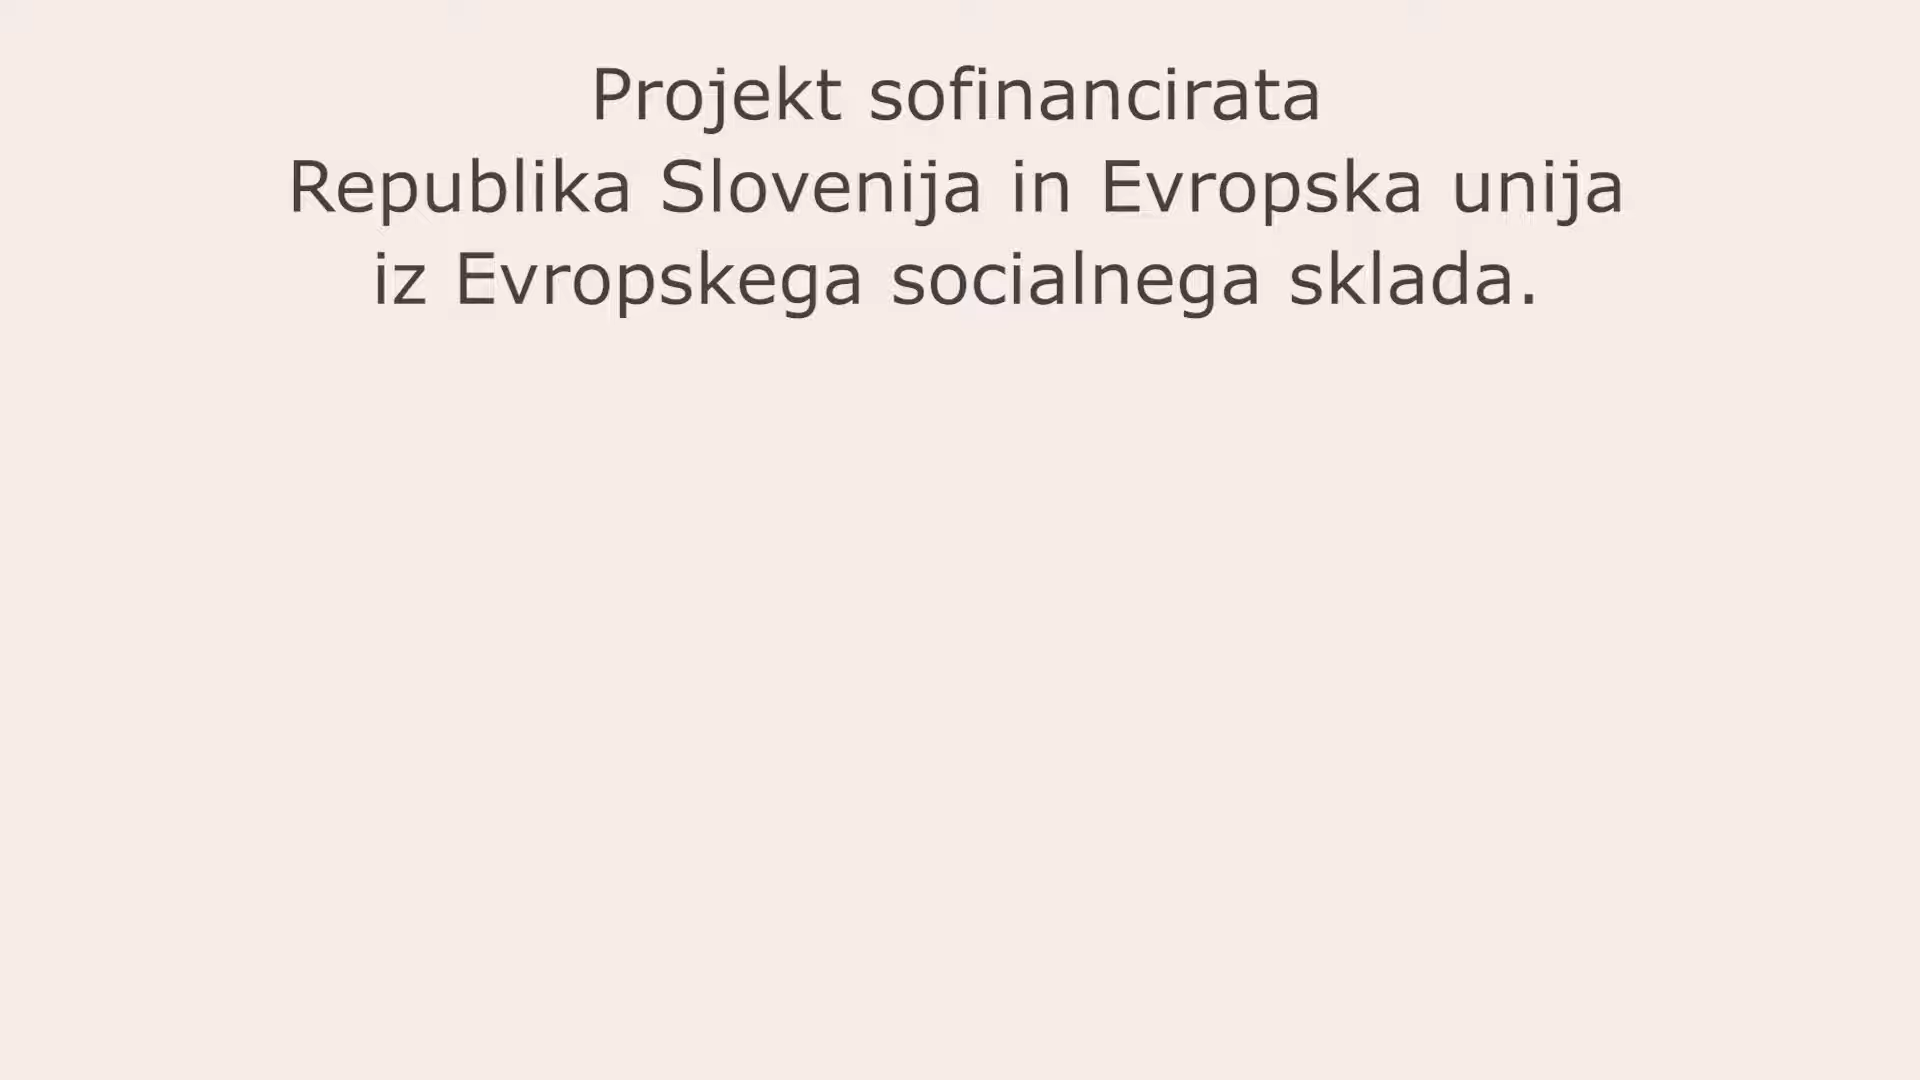 Projekt sofinancirata
Republika Slovenija in Evropska unija
iz Evropskega socialnega sklada.